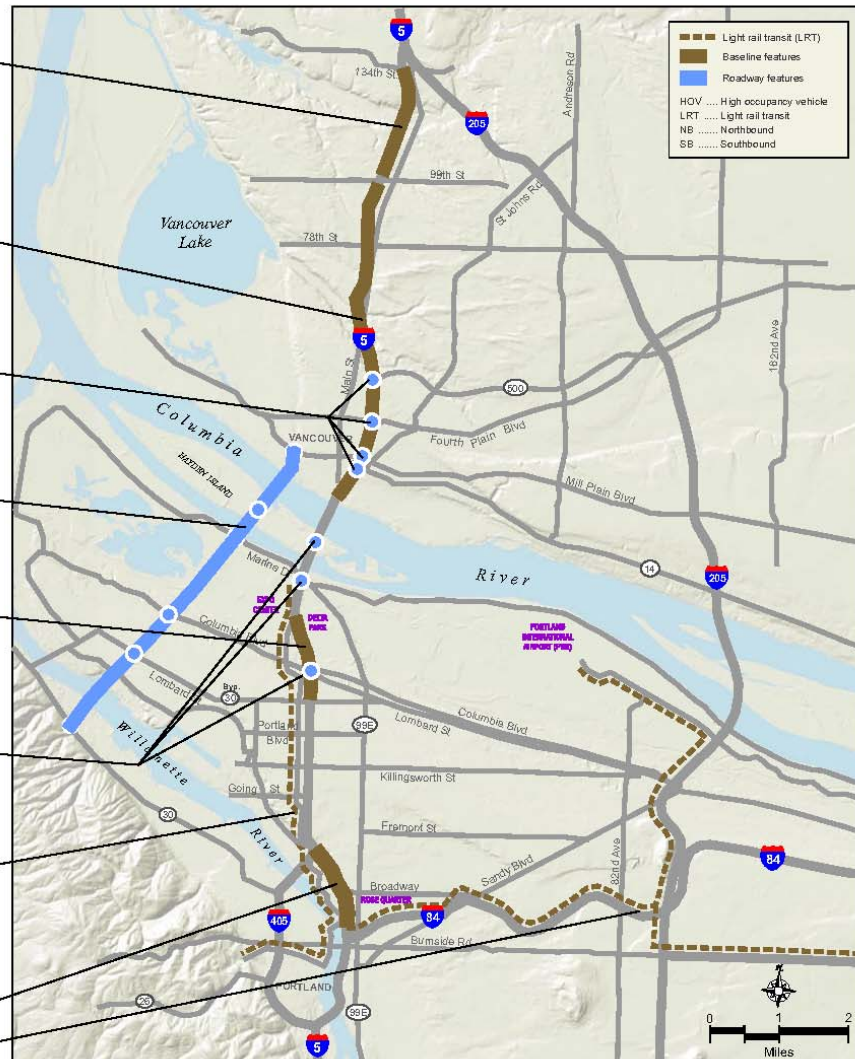 5
134th St
Andreson Rd
205
99th St
St Johns Rd
Vancouver
Lake
78th St
5
Main St
162nd Ave
500
Columbia
VANCOUVER
Fourth Plain Blvd
HAYDEN ISLAND
Mill Plain Blvd
River
14
205
Marine Dr
EXPO
CENTER
DELTA
PARK
PORTLAND
INTERNATIONAL
AIRPORT (PDX)
Columbia Blvd
Lombard
Byp.
30
99E
Lombard St
Columbia Blvd
Portland
Blvd
Willamette
River
Killingsworth St
Going St
30
Fremont St
Sandy Blvd
82nd Ave
84
Broadway
ROSE QUARTER
405
84
Burnside Rd
PORTLAND
26
99E
5
Light rail transit (LRT)
Baseline features
Roadway features
HOV .... High occupancy vehicle
LRT ..... Light rail transit
NB ....... Northbound
SB ....... Southbound
N
0 1 2
Miles